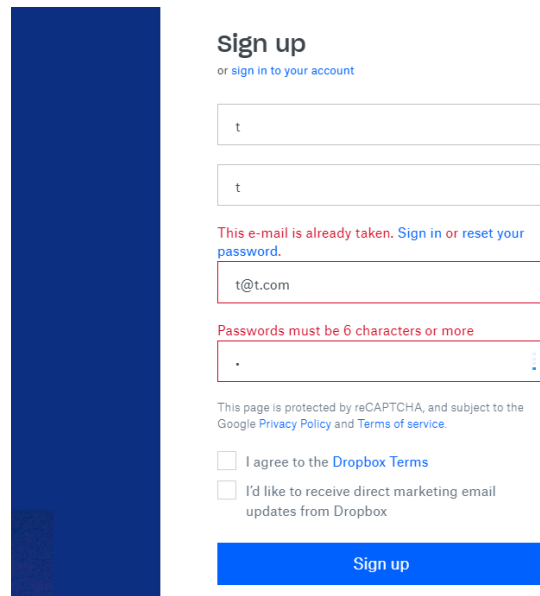 Sign up
or sign in to your account
t
t
This e-mail is already taken. Sign in or reset your
password.
t@t.com
Passwords must be 6 characters or more
•
This page is protected by reCAPTCHA, and subject to the
Google Privacy Policy and Terms of service.
I agree to the Dropbox Terms
I'd like to receive direct marketing email
updates from Dropbox
Sign up